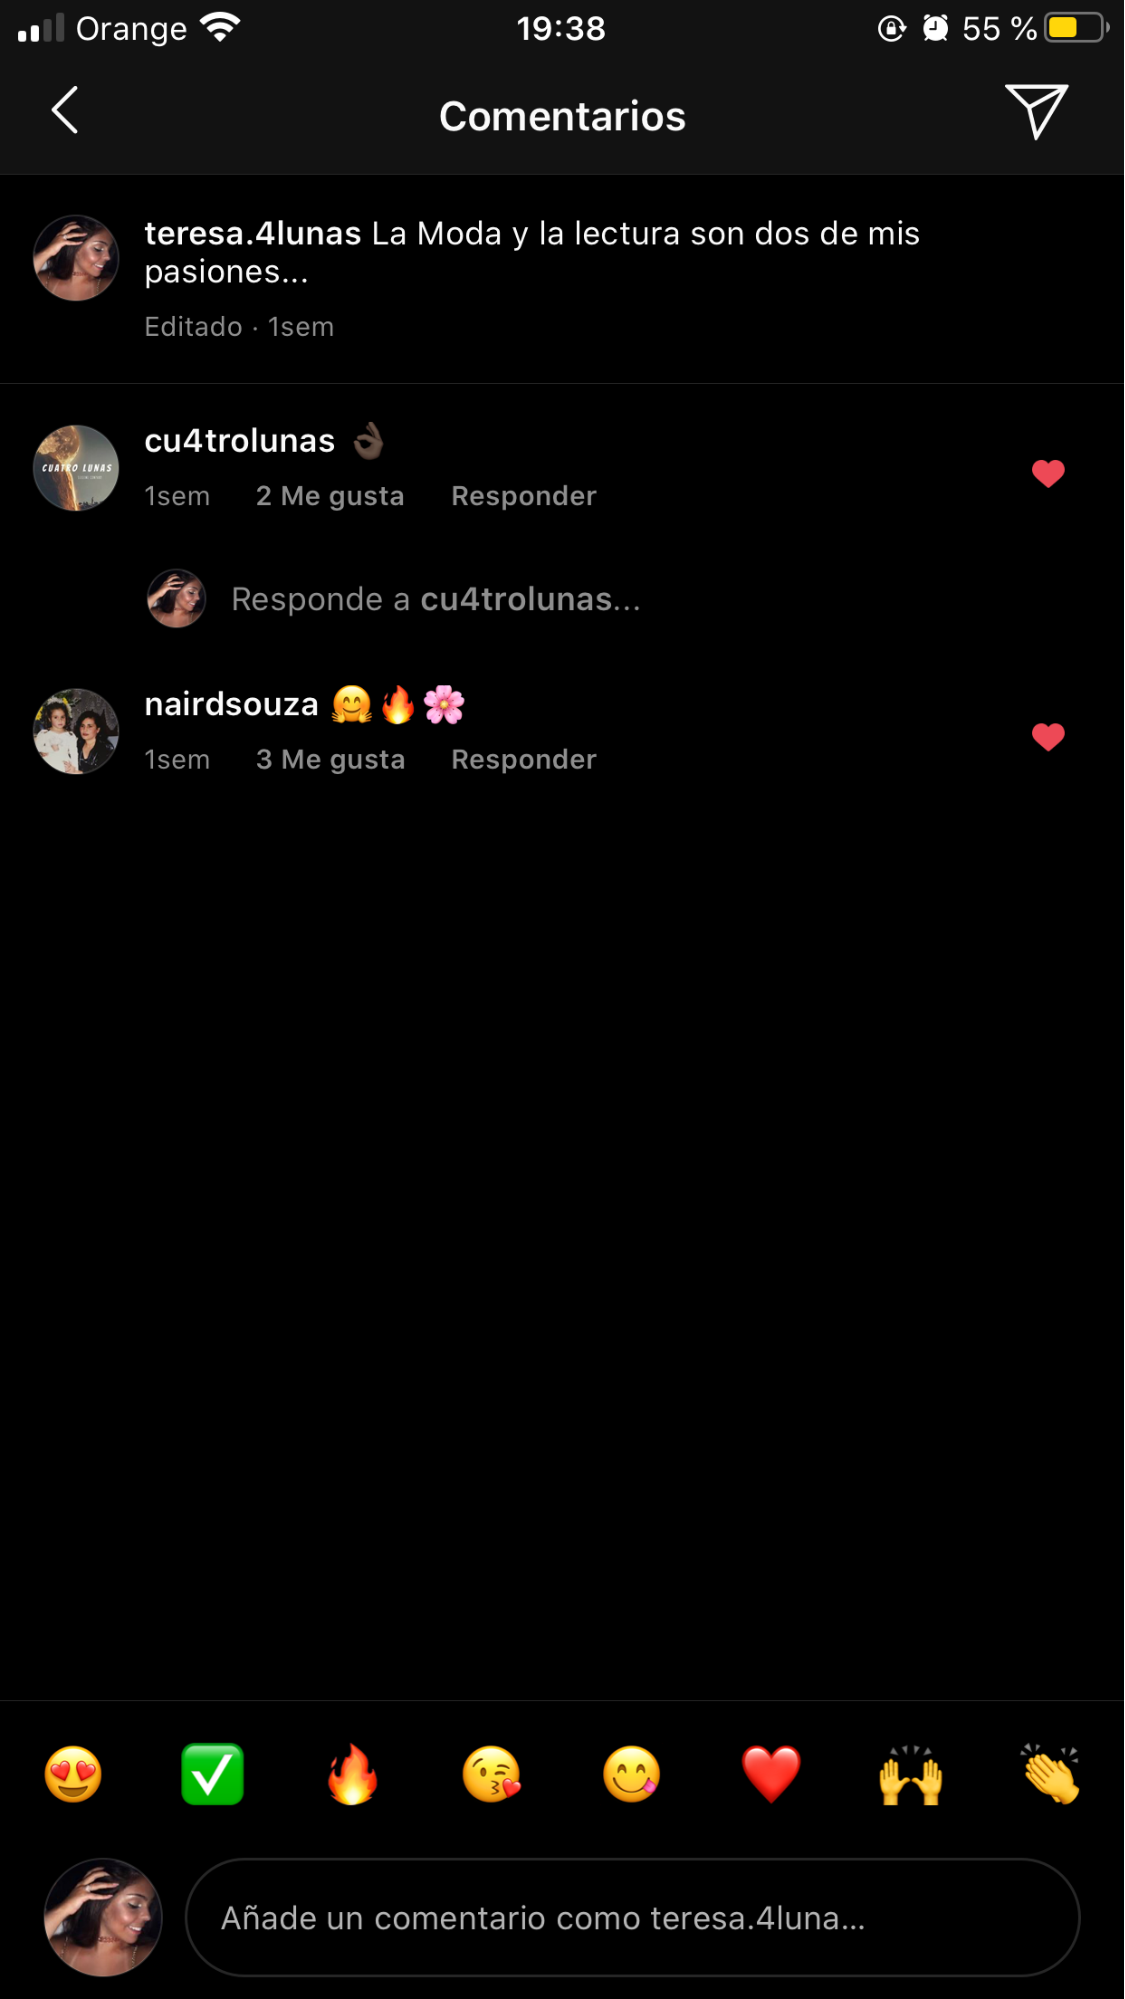 Orange 19:38 55 %
Comentarios
teresa.4lunas La Moda y la lectura son dos de mis
pasiones...
Editado · 1sem
CUATRO LUNAS
cu4trolunas 👌🏿
1sem 2 Me gusta Responder
Responde a cu4trolunas...
nairdsouza 🤗🔥🌸
1sem 3 Me gusta Responder
😍 ✅ 🔥 😘 😋 ❤️ 🙌 👏
Añade un comentario como teresa.4luna...